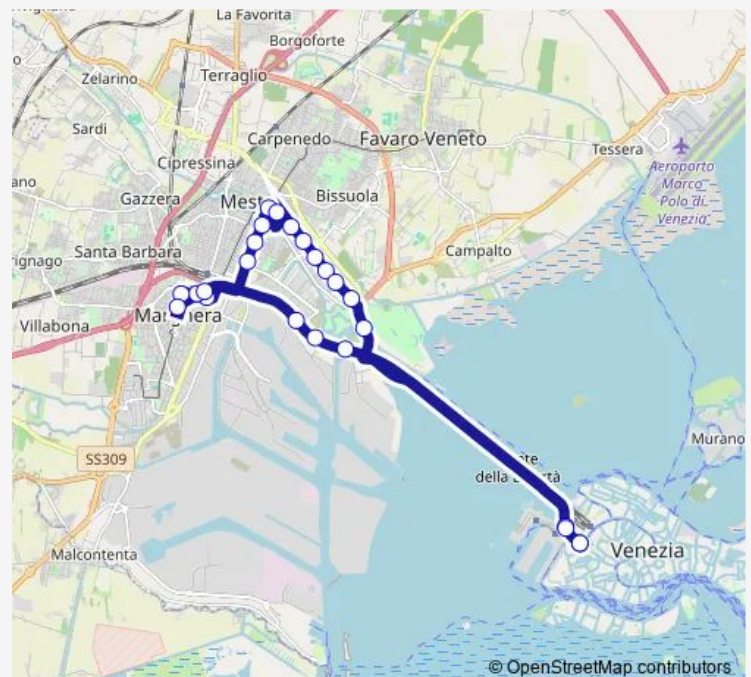 La Favorita
Borgoforte
Zelarino
Terraglio
Sardi
Carpenedo
Favaro Veneto
Tessera
Cipressina
Aeroporto
Marco
Polo di
Venezia
Gazzera
Bissuola
Santa Barbara
Campalto
Villabona
SS309
Murano
Malcontenta
Venezia
© OpenStreetMap contributors